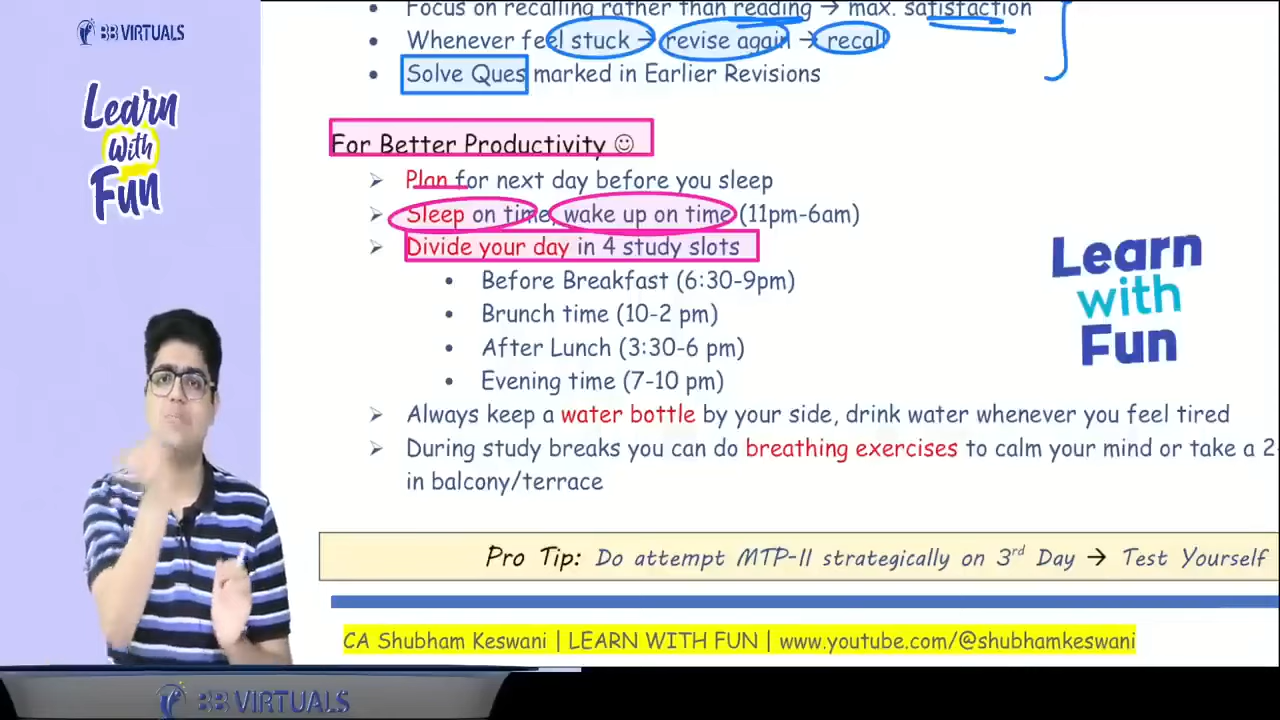 BB VIRTUALS
Learn
With
Fun
• Focus on recalling rather than reading → max. satisfaction
• Whenever feel stuck → revise again → recall
• Solve Ques marked in Earlier Revisions
For Better Productivity ☺
➢ Plan for next day before you sleep
➢ Sleep on time, wake up on time (11pm-6am)
➢ Divide your day in 4 study slots
• Before Breakfast (6:30-9pm)
• Brunch time (10-2 pm)
• After Lunch (3:30-6 pm)
• Evening time (7-10 pm)
➢ Always keep a water bottle by your side, drink water whenever you feel tired
➢ During study breaks you can do breathing exercises to calm your mind or take a 2-
in balcony/terrace
Learn
with
Fun
Pro Tip: Do attempt MTP-II strategically on 3rd Day → Test Yourself
CA Shubham Keswani | LEARN WITH FUN | www.youtube.com/@shubhamkeswani
BB VIRTUALS